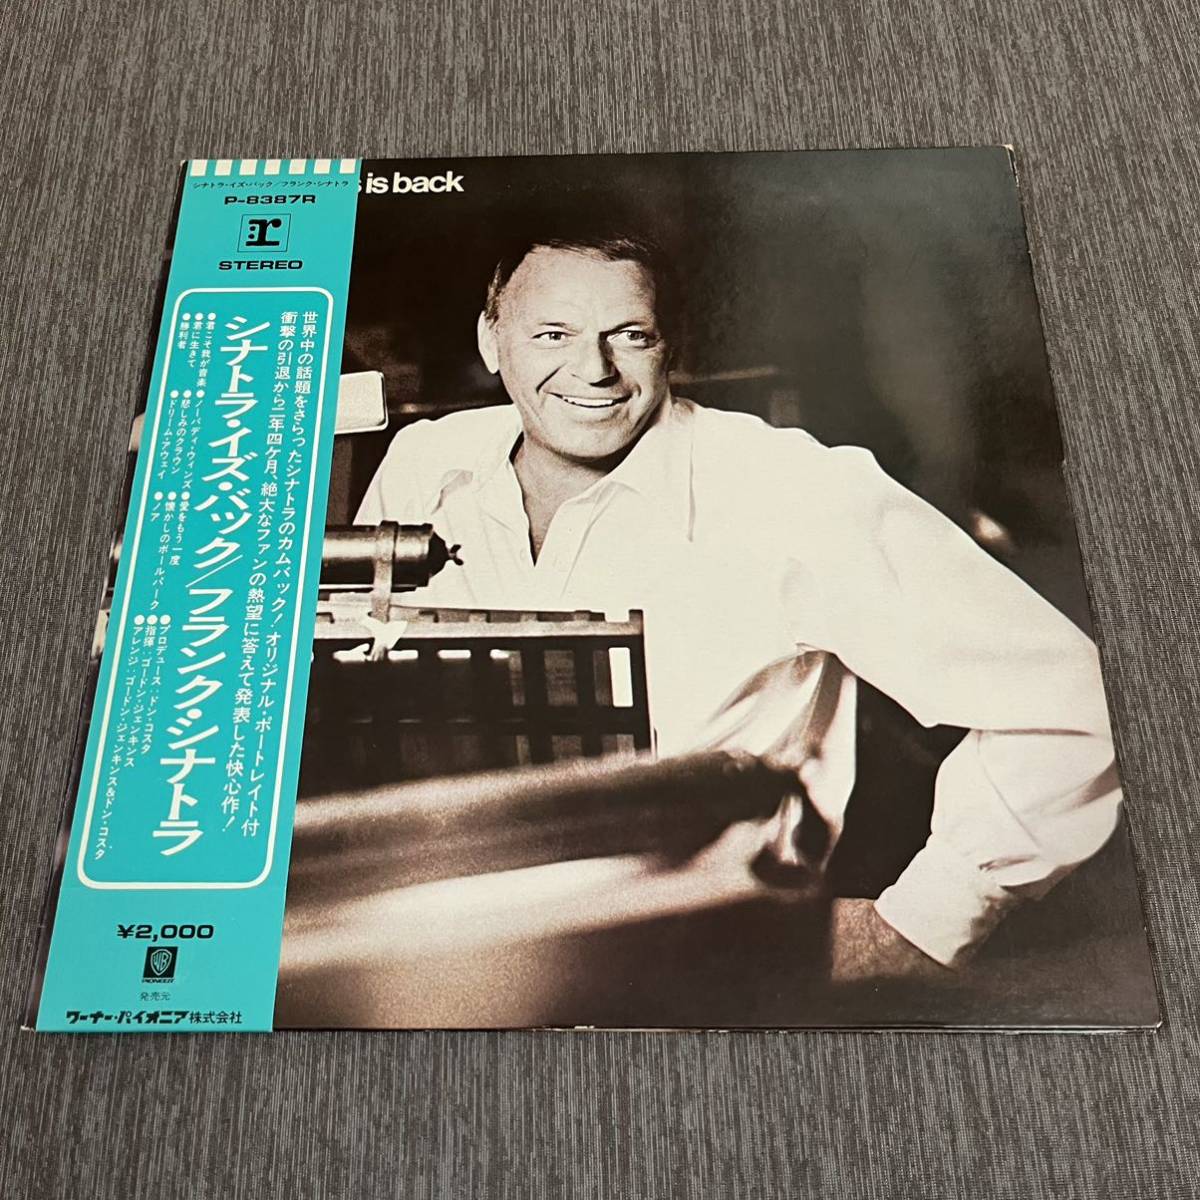 シナトラ・イズ・バック/フランク・シナトラ
P-8387R
r
STEREO
s is back
世界中の話題をさらったシナトラのカムバック!オリジナル・ポートレイト付
衝撃の引退から二年四ケ月、絶大なファンの熱望に答えて発表した快心作!
シナトラ・イズ・バック/フランク・シナトラ
●君こそ我が音楽
●君に生きて
●勝利者
●ノーバディ・ウィンズ
●悲しみのクラウン
●ドリーム・アウェイ
●愛をもう一度
●懐かしのボールパーク
●ノア
●プロデュース:ドン・コスタ
●指揮:ゴードン・ジェンキンス
●アレンジ:ゴードン・ジェンキンス&ドン・コスタ
¥2,000
WB
PIONEER
発売元
ワーナー・パイオニア株式会社